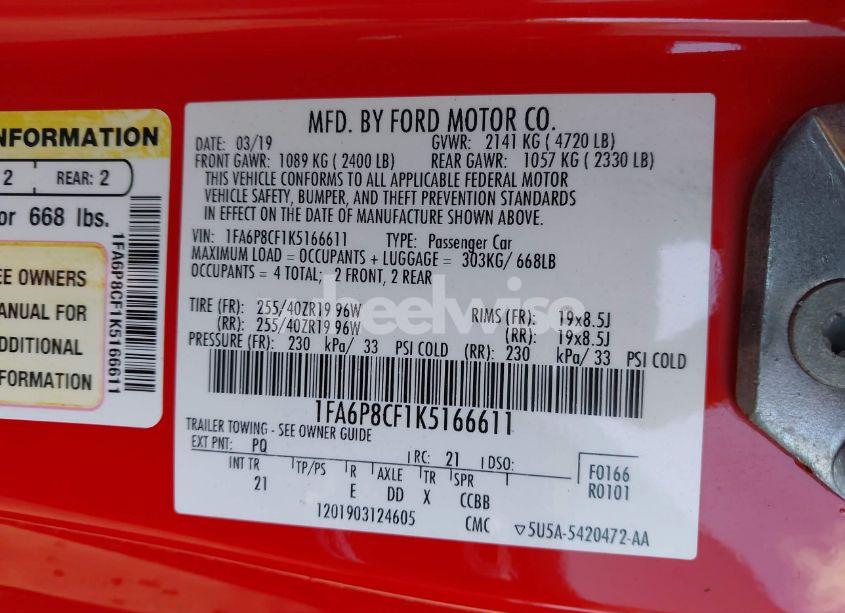 INFORMATION
2 REAR: 2
or 668 lbs.
EE OWNERS
MANUAL FOR
ADDITIONAL
FORMATION
1FA6P8CF1K5166611
MFD. BY FORD MOTOR CO.
DATE: 03/19 GVWR: 2141 KG ( 4720 LB)
FRONT GAWR: 1089 KG ( 2400 LB) REAR GAWR: 1057 KG ( 2330 LB)
THIS VEHICLE CONFORMS TO ALL APPLICABLE FEDERAL MOTOR
VEHICLE SAFETY, BUMPER, AND THEFT PREVENTION STANDARDS
IN EFFECT ON THE DATE OF MANUFACTURE SHOWN ABOVE.
VIN: 1FA6P8CF1K5166611 TYPE: Passenger Car
MAXIMUM LOAD = OCCUPANTS + LUGGAGE = 303KG/ 668LB
OCCUPANTS = 4 TOTAL; 2 FRONT, 2 REAR
TIRE (FR): 255/40ZR19 96W RIMS (FR): 19x8.5J
(RR): 255/40ZR19 96W (RR): 19x8.5J
PRESSURE (FR): 230 kPa/ 33 PSI COLD (RR): 230 kPa/ 33 PSI COLD
1FA6P8CF1K5166611
TRAILER TOWING - SEE OWNER GUIDE
EXT PNT: PQ RC: 21 DSO: F0166
INT TR TP/PS R AXLE TR SPR R0101
21 E DD X CCBB
1201903124605 CMC ▽5U5A-5420472-AA
heelwise